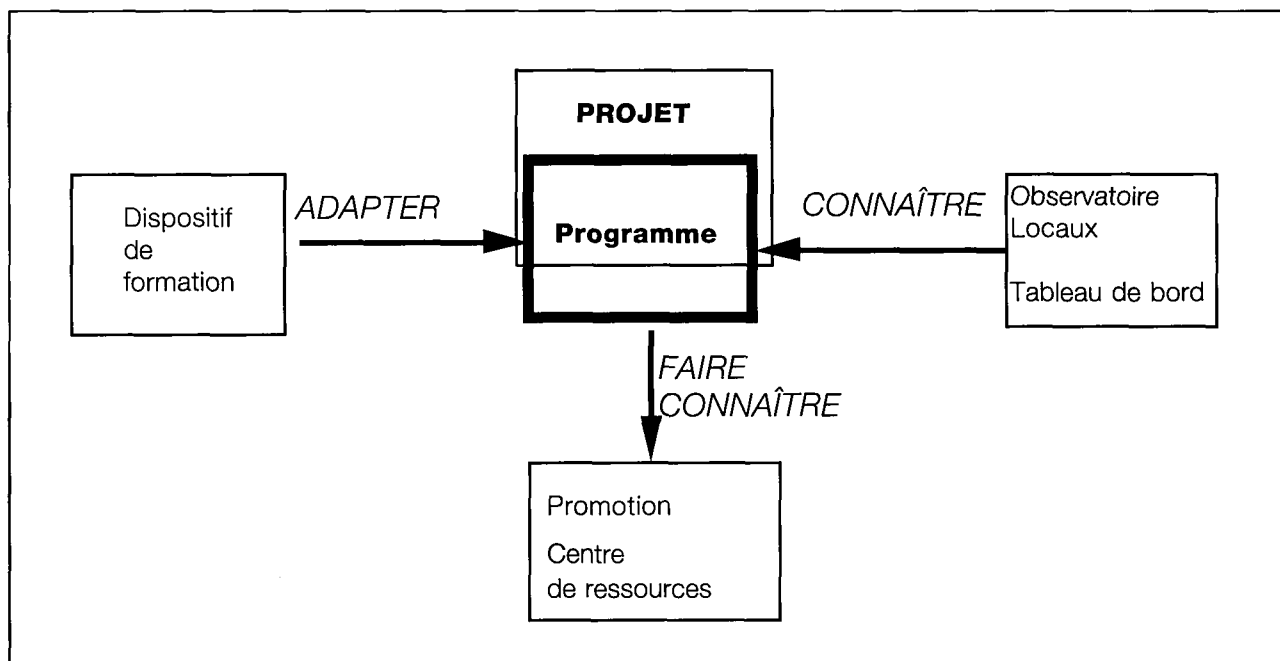 PROJET
Programme
Dispositif
de
formation
ADAPTER
CONNAÎTRE
Observatoire
Locaux
Tableau de bord
FAIRE
CONNAÎTRE
Promotion
Centre
de ressources